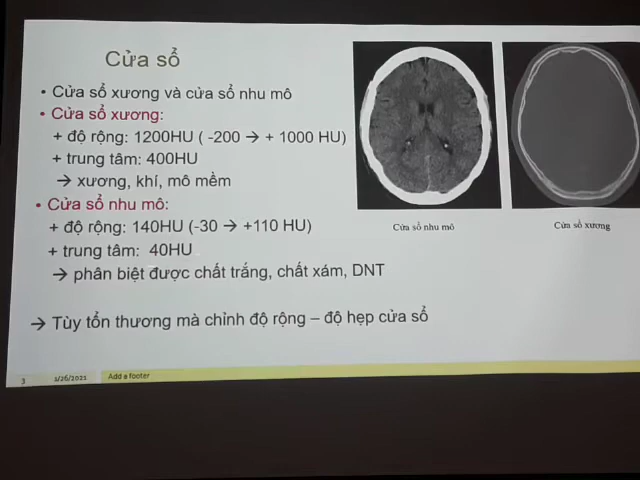 Cửa sổ
• Cửa sổ xương và cửa sổ nhu mô
• Cửa sổ xương:
+ độ rộng: 1200HU ( -200 → + 1000 HU)
+ trung tâm: 400HU
→ xương, khí, mô mềm
• Cửa sổ nhu mô:
+ độ rộng: 140HU (-30 → +110 HU)
+ trung tâm: 40HU
→ phân biệt được chất trắng, chất xám, DNT
→ Tùy tổn thương mà chỉnh độ rộng – độ hẹp cửa sổ
Cửa sổ nhu mô
Cửa sổ xương
3 1/26/2021 Add a footer